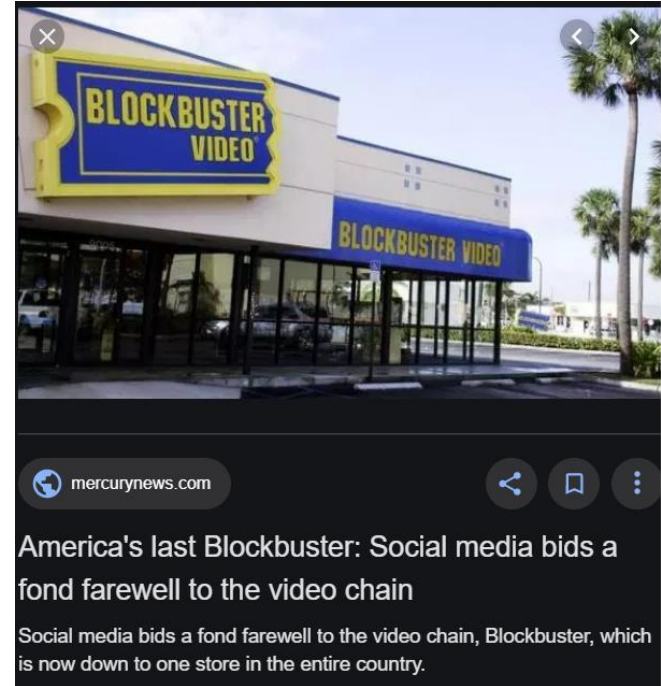 BLOCKBUSTER
VIDEO
BLOCKBUSTER VIDEO
mercurynews.com
America's last Blockbuster: Social media bids a
fond farewell to the video chain
Social media bids a fond farewell to the video chain, Blockbuster, which
is now down to one store in the entire country.